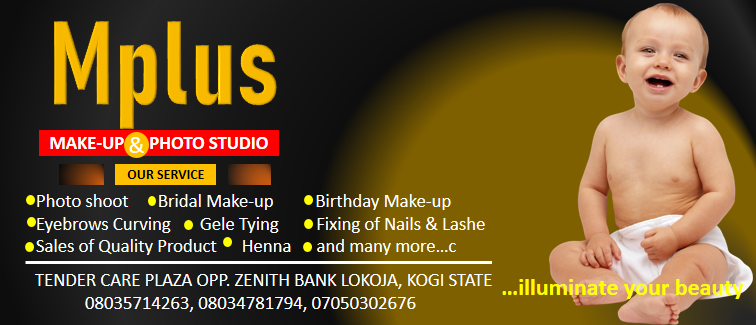 Mplus
MAKE-UP & PHOTO STUDIO
OUR SERVICE
Photo shoot Bridal Make-up Birthday Make-up
Eyebrows Curving Gele Tying Fixing of Nails & Lashe
Sales of Quality Product Henna and many more...c
TENDER CARE PLAZA OPP. ZENITH BANK LOKOJA, KOGI STATE
08035714263, 08034781794, 07050302676
...illuminate your beauty